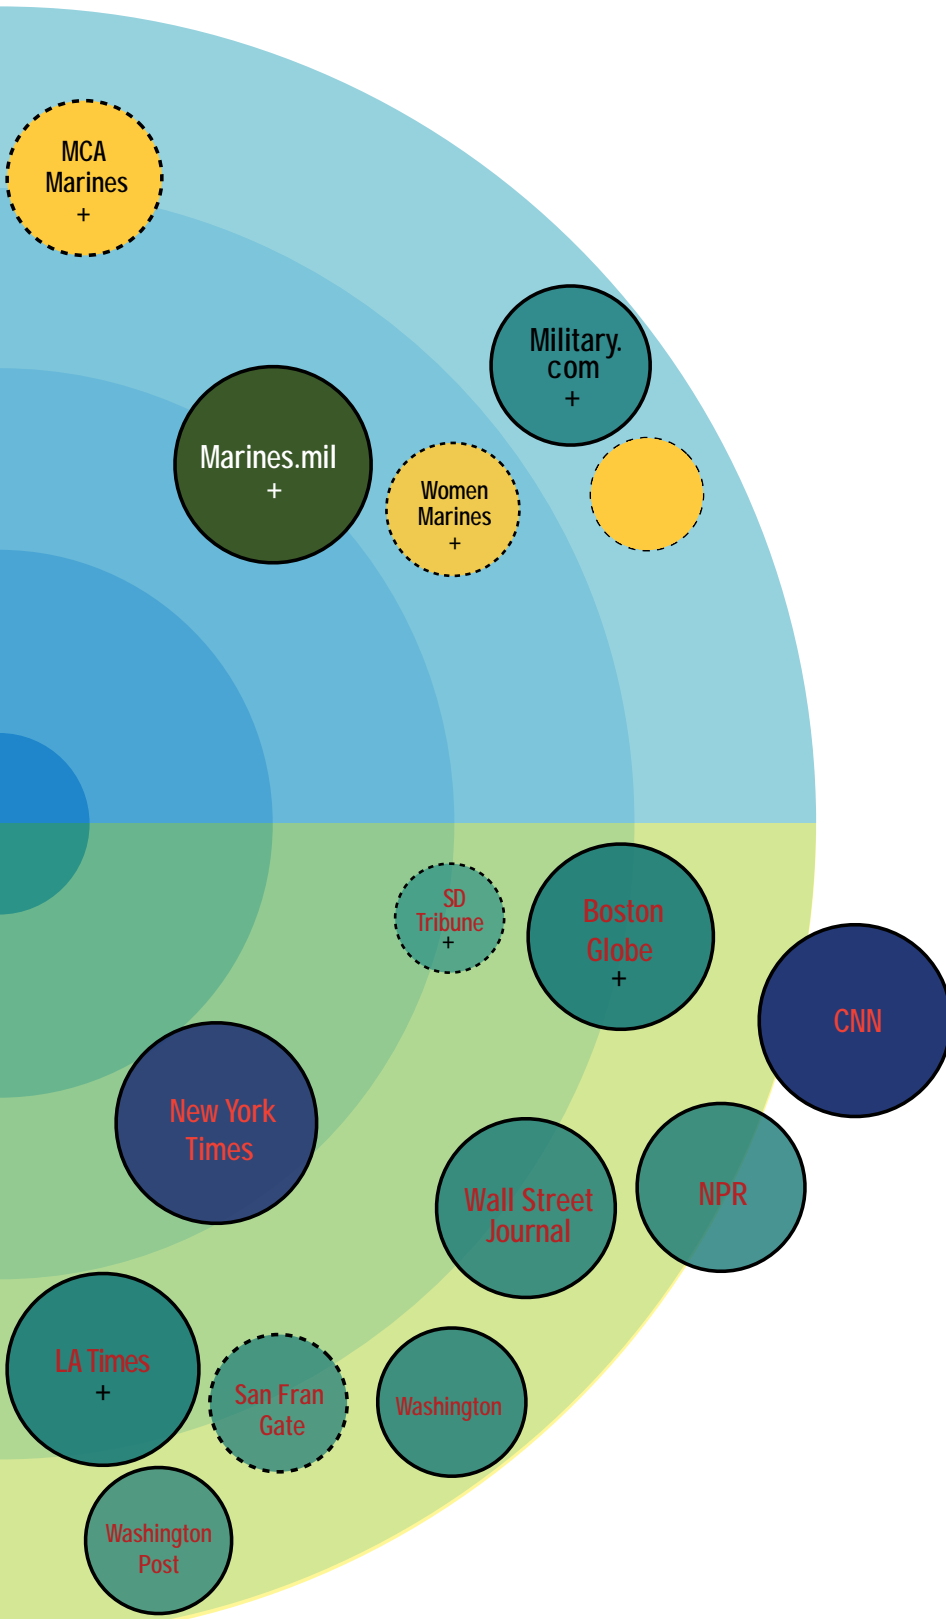 MCA
Marines
+
Military.
com
+
Marines.mil
+
Women
Marines
+
SD
Tribune
+
Boston
Globe
+
CNN
New York
Times
Wall Street
Journal
NPR
LA Times
+
San Fran
Gate
Washington
Washington
Post